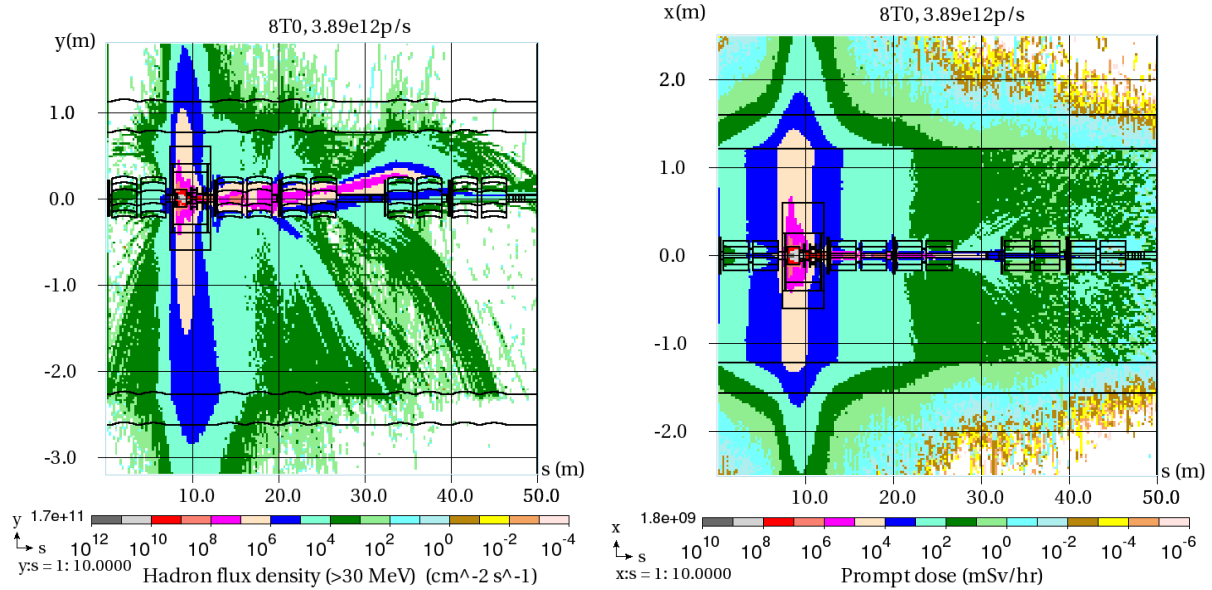 8T0, 3.89e12p/s
y(m)
1.0
0.0
-1.0
-2.0
-3.0
s (m)
10.0 20.0 30.0 40.0 50.0
1.7e+11
y
s
10^12 10^10 10^8 10^6 10^4 10^2 10^0 10^-2 10^-4
y:s = 1: 10.0000
Hadron flux density (>30 MeV) (cm^-2 s^-1)
8T0, 3.89e12p/s
x(m)
2.0
1.0
0.0
-1.0
-2.0
s (m)
10.0 20.0 30.0 40.0 50.0
1.8e+09
x
s
10^10 10^8 10^6 10^4 10^2 10^0 10^-2 10^-4 10^-6
x:s = 1: 10.0000
Prompt dose (mSv/hr)